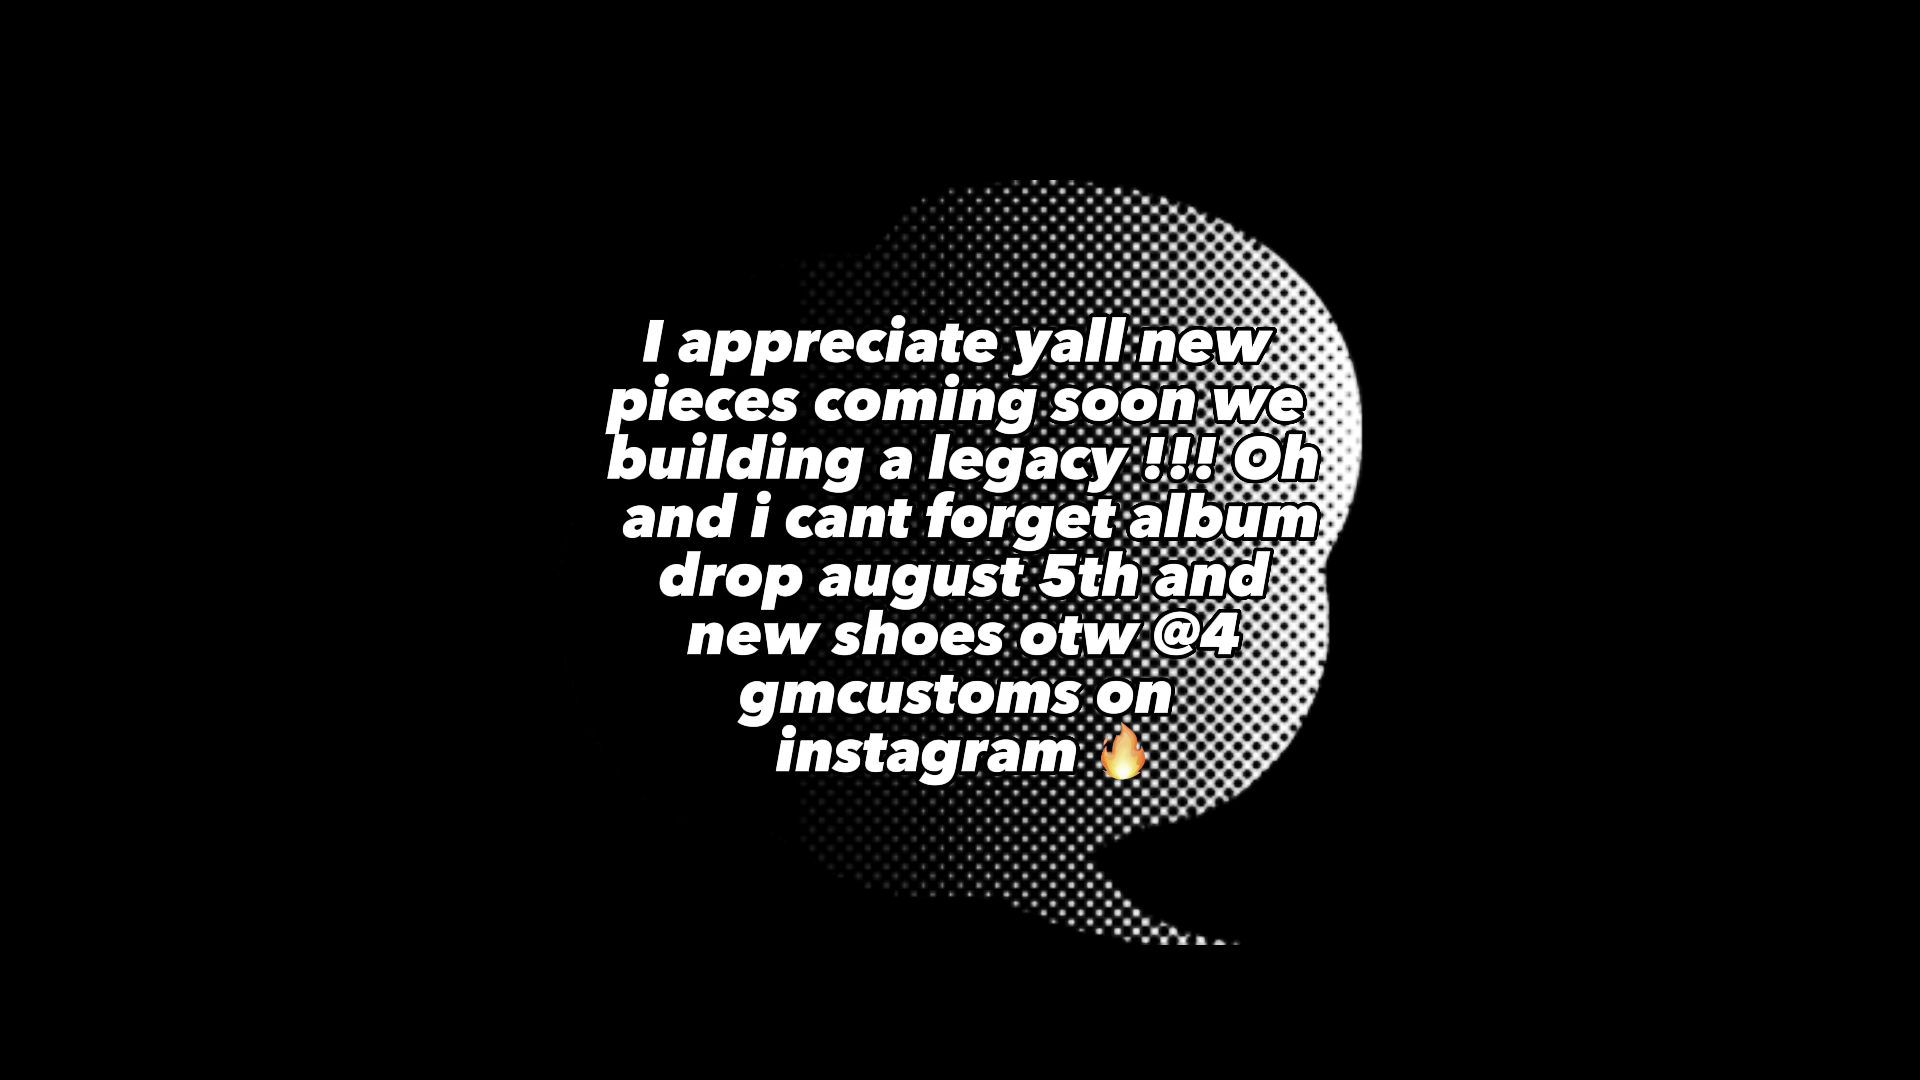 I appreciate yall new
pieces coming soon we
building a legacy !!! Oh
and i cant forget album
drop august 5th and
new shoes otw @4
gmcustoms on
instagram 🔥